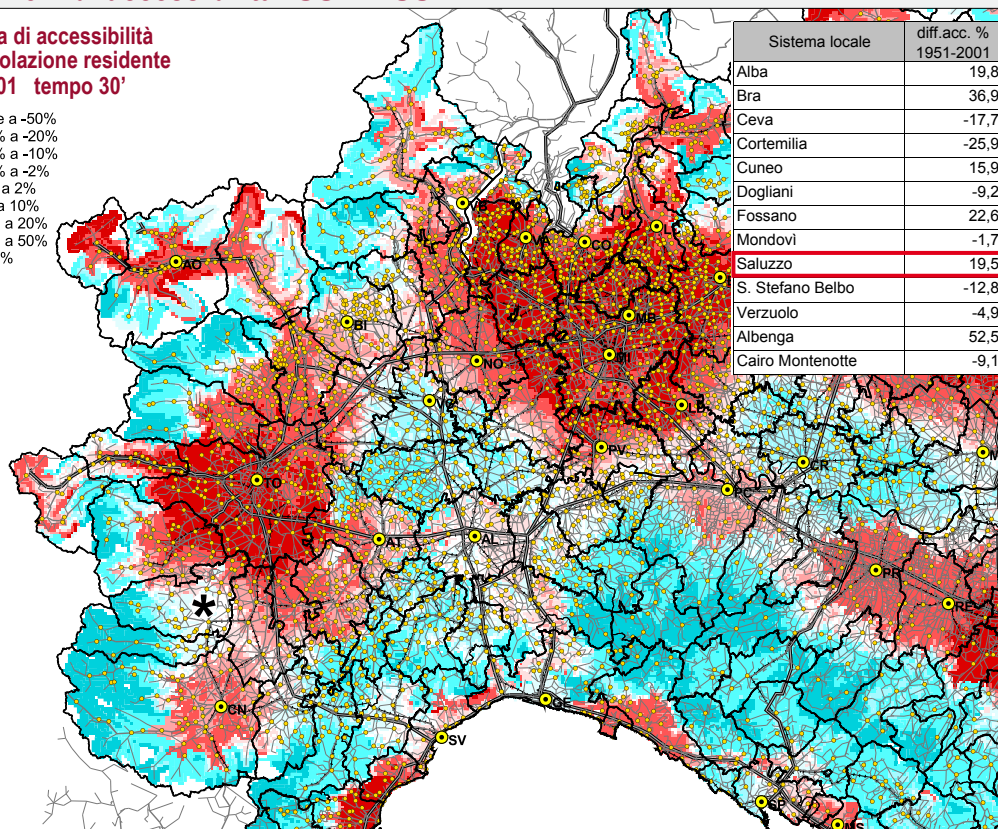 a di accessibilità
olazione residente
01 tempo 30'
e a -50%
% a -20%
% a -10%
% a -2%
a 2%
a 10%
a 20%
a 50%
%
Sistema locale diff.acc. % 1951-2001
Alba 19,8
Bra 36,9
Ceva -17,7
Cortemilia -25,9
Cuneo 15,9
Dogliani -9,2
Fossano 22,6
Mondovì -1,7
Saluzzo 19,5
S. Stefano Belbo -12,8
Verzuolo -4,9
Albenga 52,5
Cairo Montenotte -9,1
VB
VA
CO
L
AO
BI
MB
MI
NO
LO
PV
CR
PC
TO
AT
AL
PR
RE
*
CN
GE
SV
SP
MS